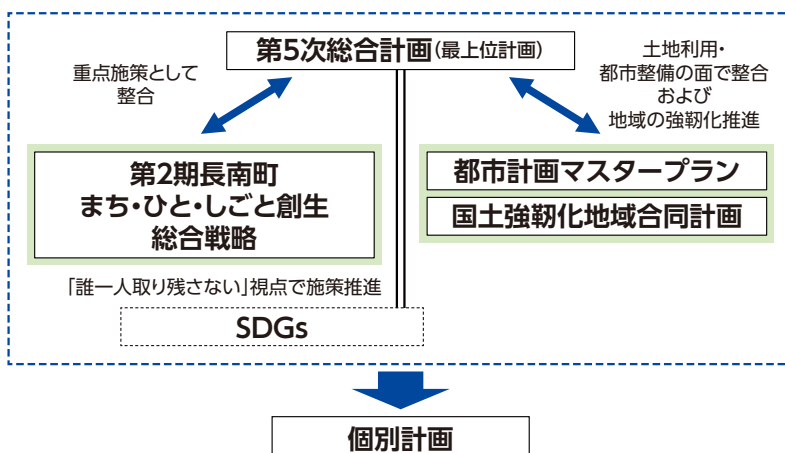 第5次総合計画(最上位計画)
重点施策として
整合
土地利用・
都市整備の面で整合
および
地域の強靱化推進
第2期長南町
まち・ひと・しごと創生
総合戦略
都市計画マスタープラン
国土強靱化地域合同計画
「誰一人取り残さない」視点で施策推進
SDGs
個別計画